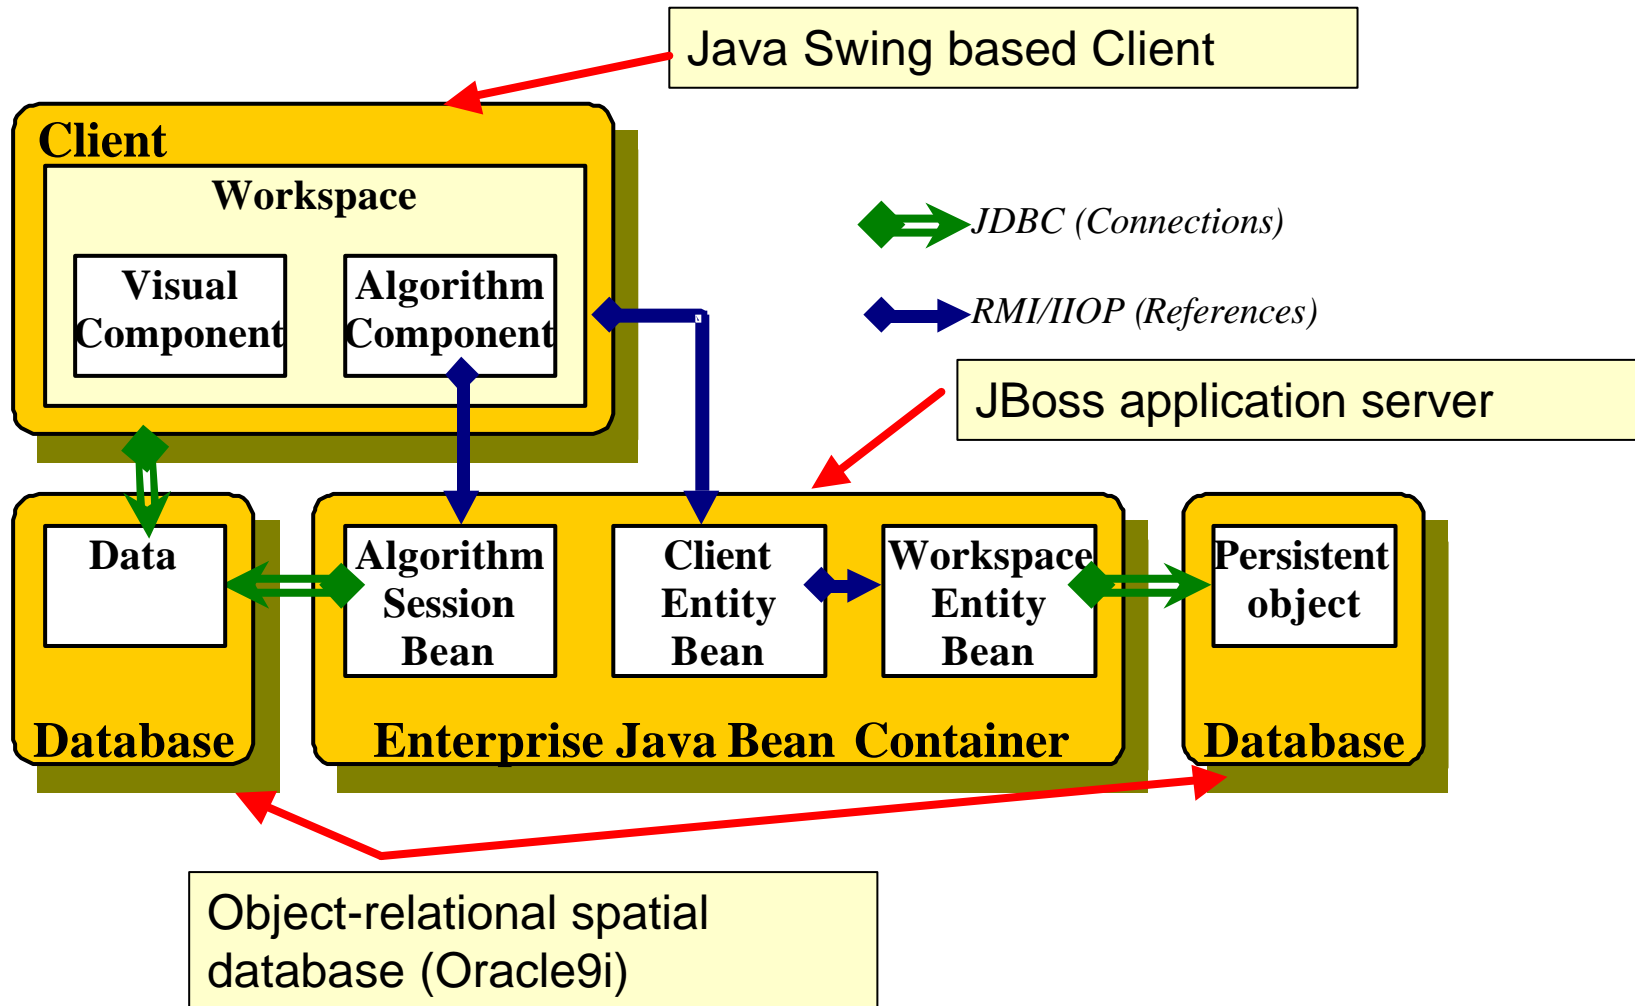 Java Swing based Client
Client
Workspace
Visual
Component
Algorithm
Component
JDBC (Connections)
RMI/IIOP (References)
JBoss application server
Data
Database
Algorithm
Session
Bean
Client
Entity
Bean
Workspace
Entity
Bean
Enterprise Java Bean Container
Persistent
object
Database
Object-relational spatial
database (Oracle9i)